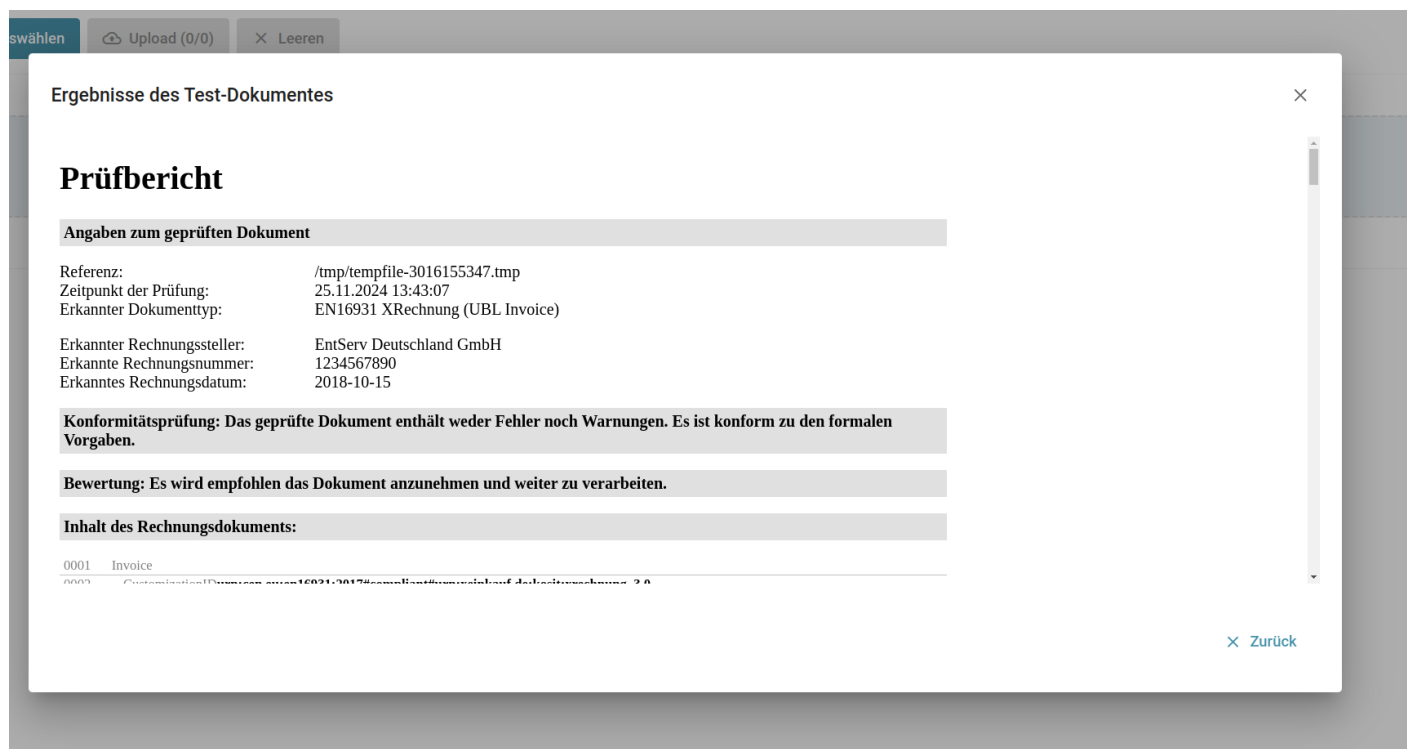 swählen Upload (0/0) Leeren
Ergebnisse des Test-Dokumentes
Prüfbericht
Angaben zum geprüften Dokument
Referenz: /tmp/tempfile-3016155347.tmp
Zeitpunkt der Prüfung: 25.11.2024 13:43:07
Erkannter Dokumenttyp: EN16931 XRechnung (UBL Invoice)
Erkannter Rechnungssteller: EntServ Deutschland GmbH
Erkannte Rechnungsnummer: 1234567890
Erkanntes Rechnungsdatum: 2018-10-15
Konformitätsprüfung: Das geprüfte Dokument enthält weder Fehler noch Warnungen. Es ist konform zu den formalen
Vorgaben.
Bewertung: Es wird empfohlen das Dokument anzunehmen und weiter zu verarbeiten.
Inhalt des Rechnungsdokuments:
0001 Invoice
0002 CustomizationID
Zurück